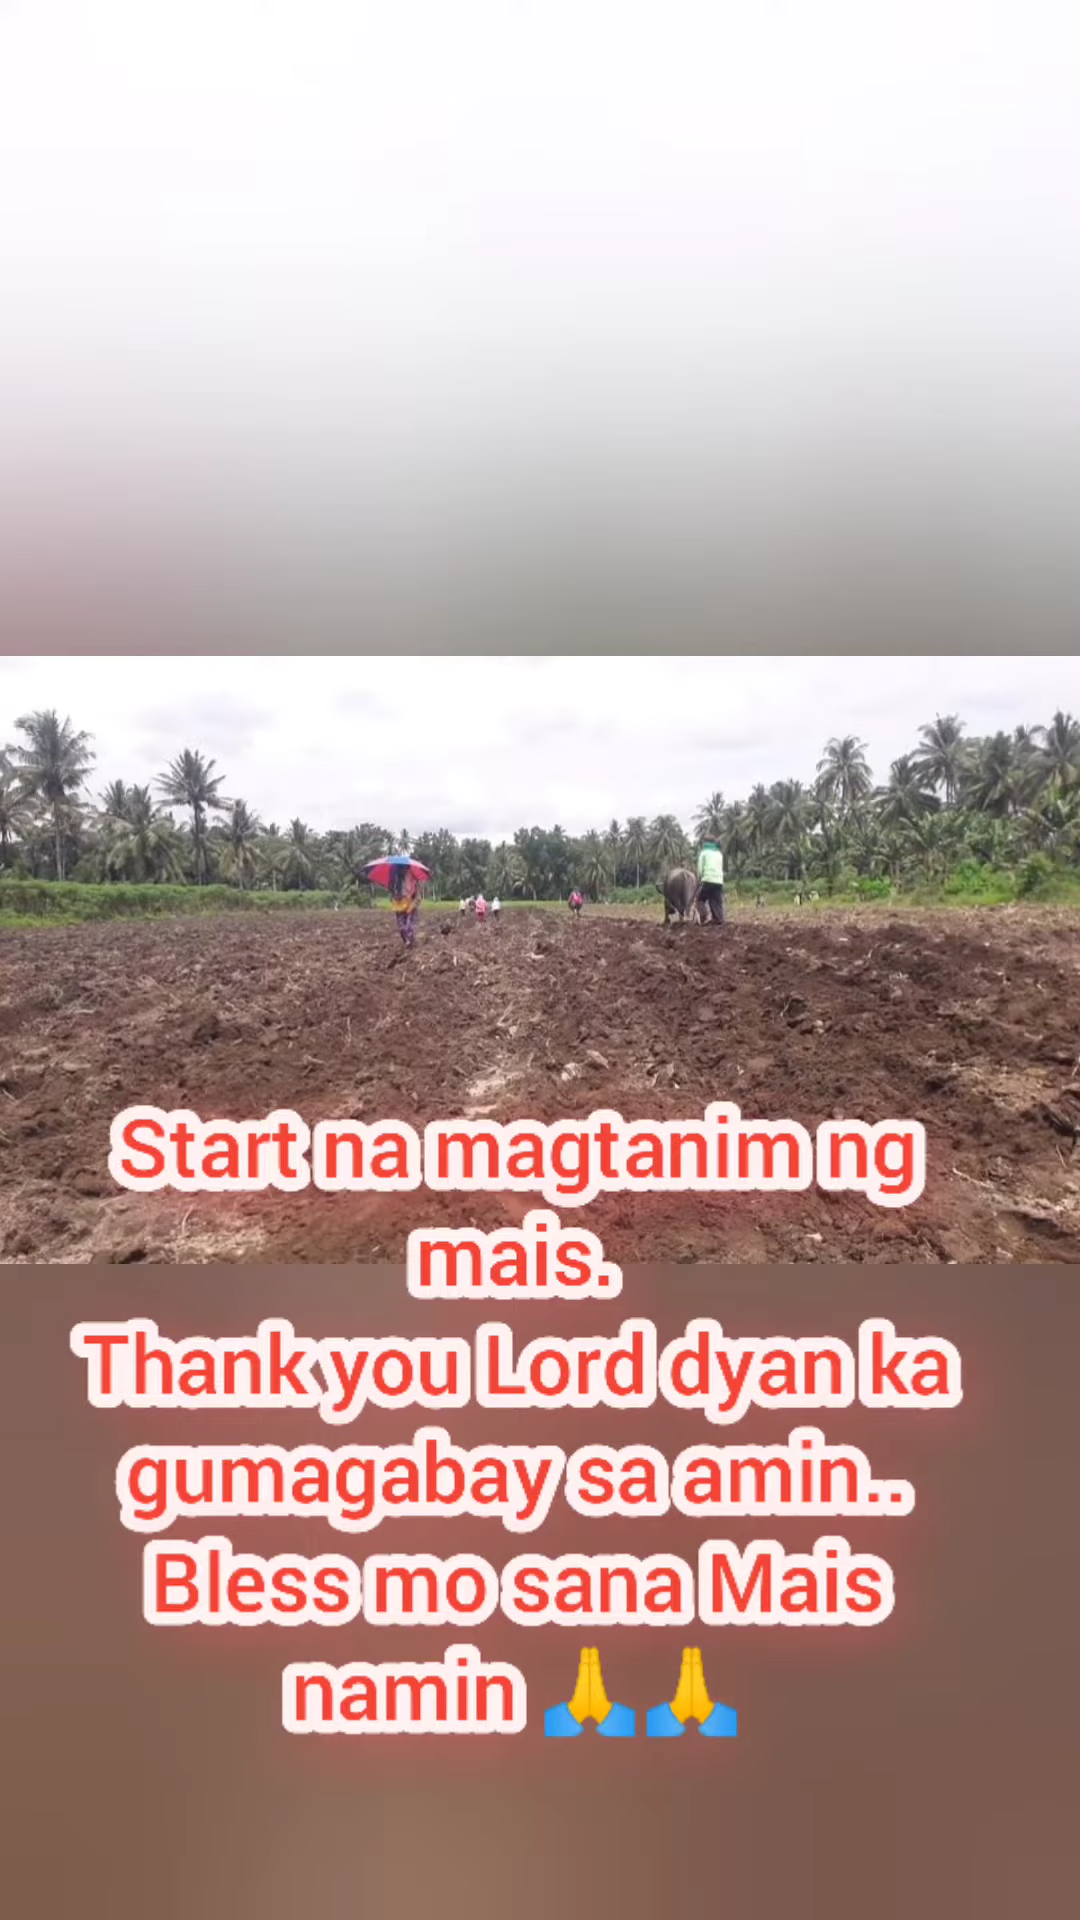 Start na magtanim ng
mais.
Thank you Lord dyan ka
gumagabay sa amin..
Bless mo sana Mais
namin 🙏🙏